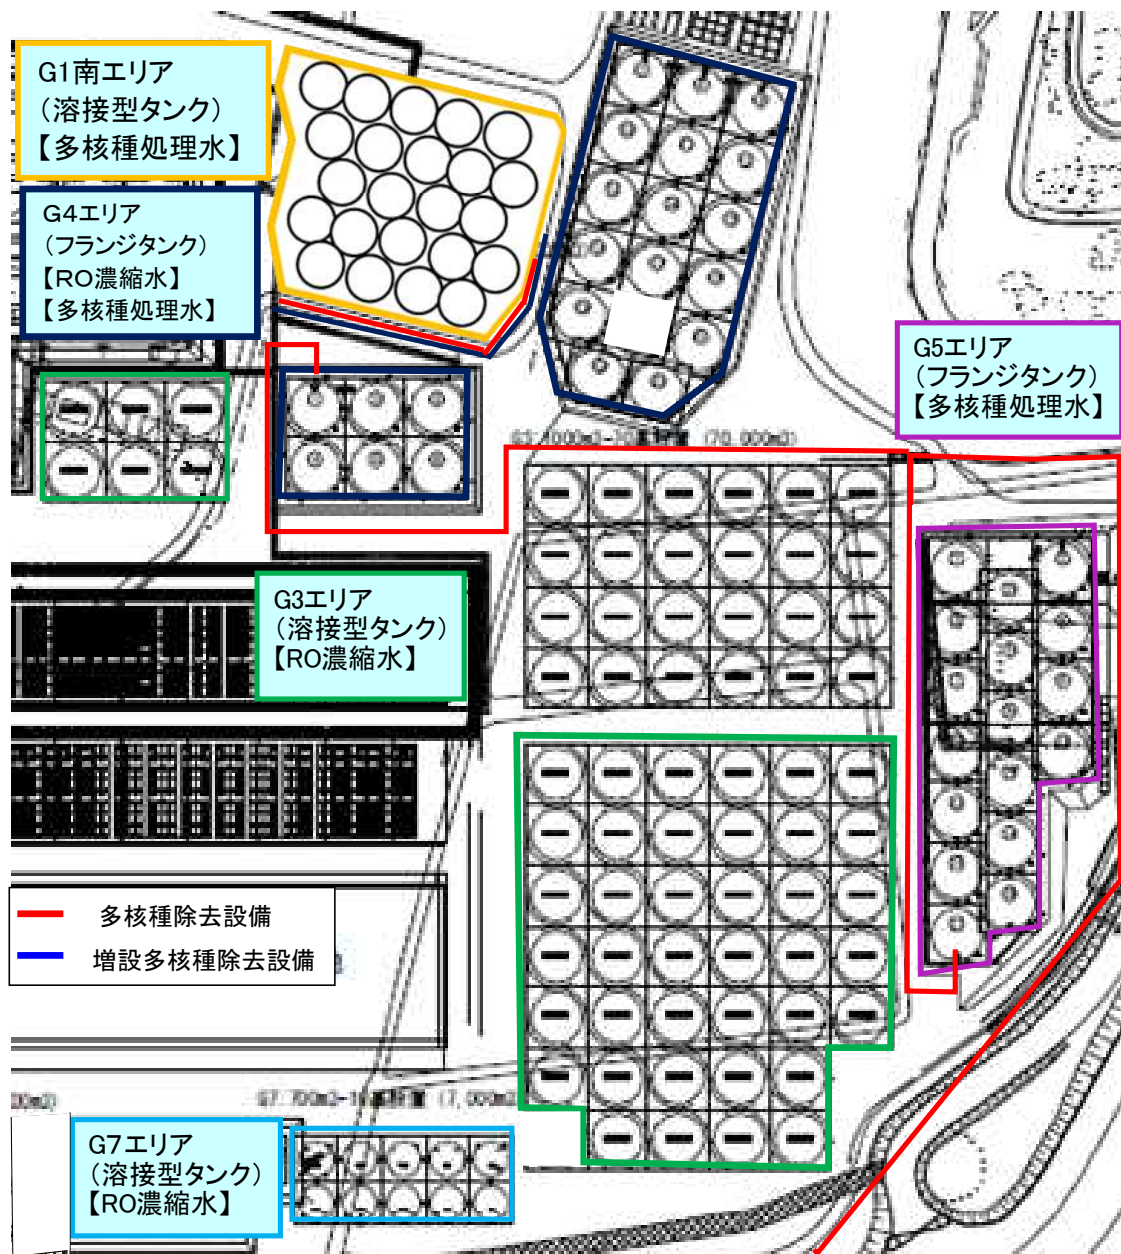 G1南エリア
(溶接型タンク)
【多核種処理水】
G4エリア
(フランジタンク)
【RO濃縮水】
【多核種処理水】
G5エリア
(フランジタンク)
【多核種処理水】
(70,000m3)
G3エリア
(溶接型タンク)
【RO濃縮水】
多核種除去設備
増設多核種除去設備
G7エリア
(溶接型タンク)
【RO濃縮水】